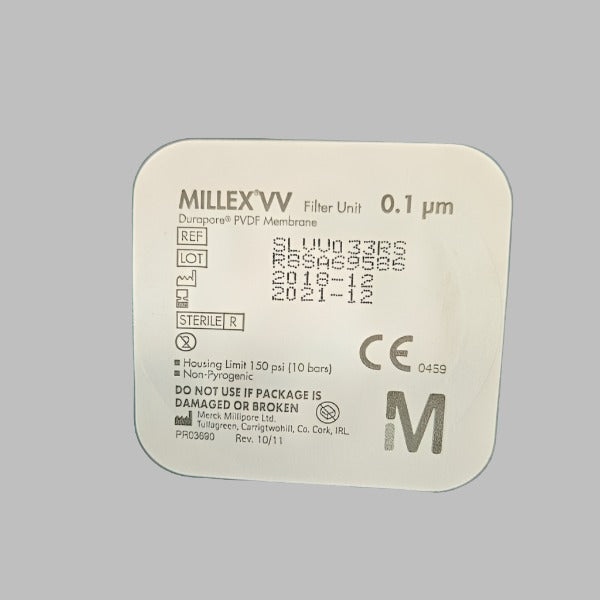 MILLEX®VV Filter Unit 0.1 µm
Durapore® PVDF Membrane
REF SLVV033RS
LOT R8SA69586
2018-12
2021-12
STERILE R
2
■ Housing Limit 150 psi (10 bars)
■ Non-Pyrogenic
CE 0459
DO NOT USE IF PACKAGE IS
DAMAGED OR BROKEN
Merck Millipore Ltd.
Tullagreen, Carrigtwohill, Co. Cork, IRL
PR03690 Rev. 10/11
M